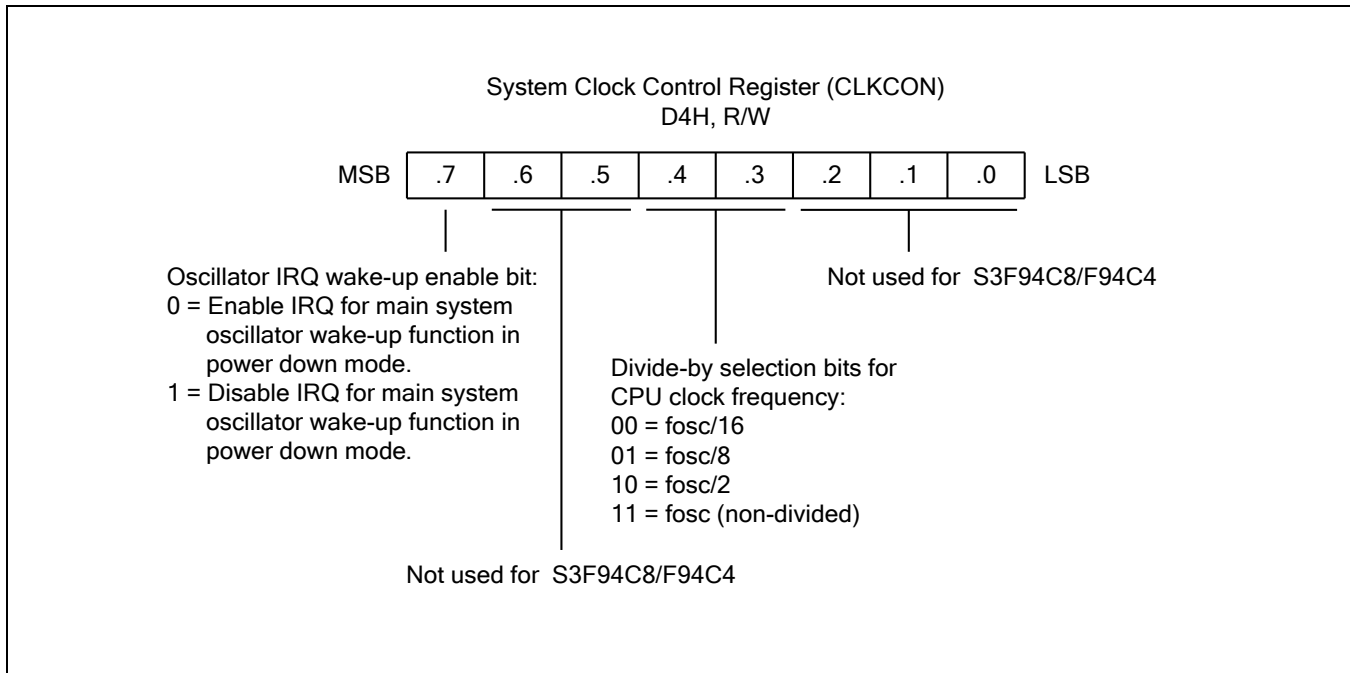 System Clock Control Register (CLKCON)
D4H, R/W
MSB .7 .6 .5 .4 .3 .2 .1 .0 LSB
Oscillator IRQ wake-up enable bit:
0 = Enable IRQ for main system
oscillator wake-up function in
power down mode.
1 = Disable IRQ for main system
oscillator wake-up function in
power down mode.
Not used for S3F94C8/F94C4
Divide-by selection bits for
CPU clock frequency:
00 = fosc/16
01 = fosc/8
10 = fosc/2
11 = fosc (non-divided)
Not used for S3F94C8/F94C4